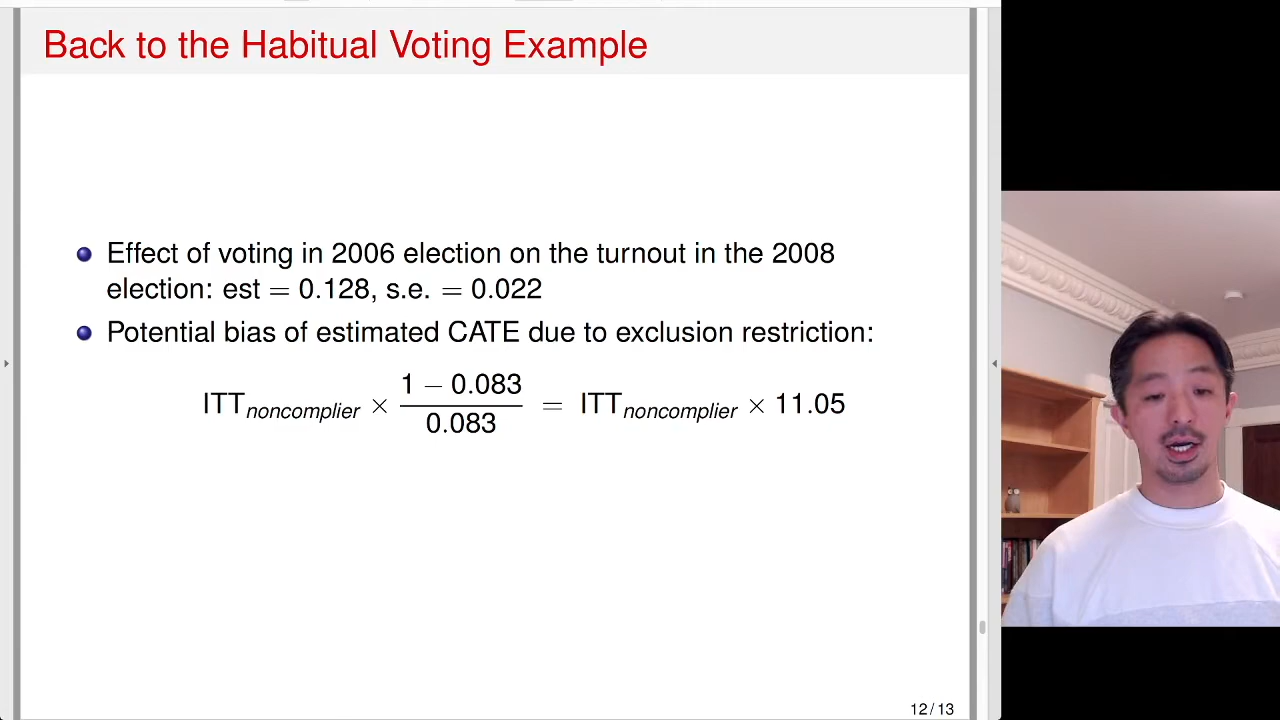 Back to the Habitual Voting Example
Effect of voting in 2006 election on the turnout in the 2008
election: est = 0.128, s.e. = 0.022
Potential bias of estimated CATE due to exclusion restriction:
ITT_noncomplier × (1 − 0.083) / 0.083 = ITT_noncomplier × 11.05
12 / 13